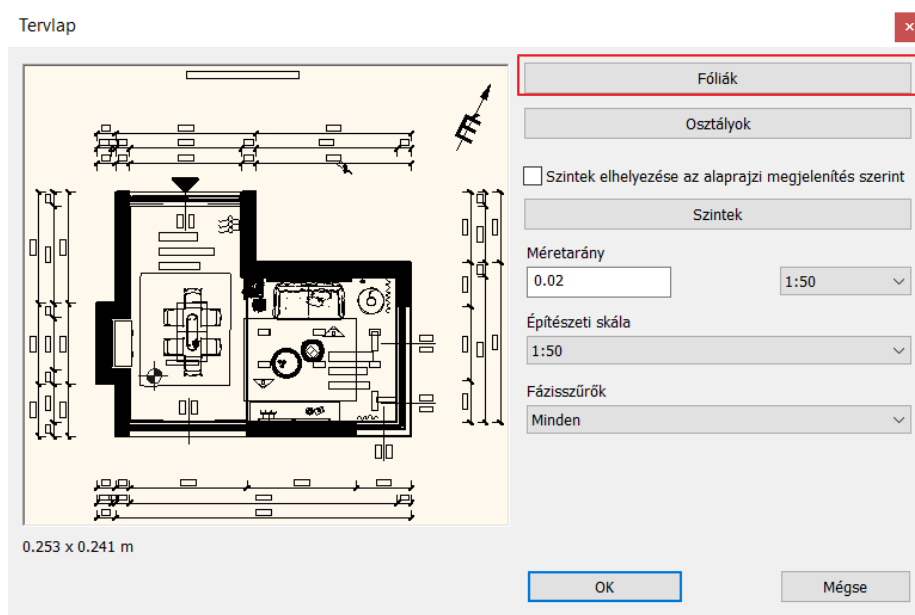 Tervlap
Fóliák
Osztályok
Szintek elhelyezése az alaprajzi megjelenítés szerint
Szintek
Méretarány
0.02
1:50
Építészeti skála
1:50
Fázisszűrők
Minden
0.253 x 0.241 m
OK
Mégse